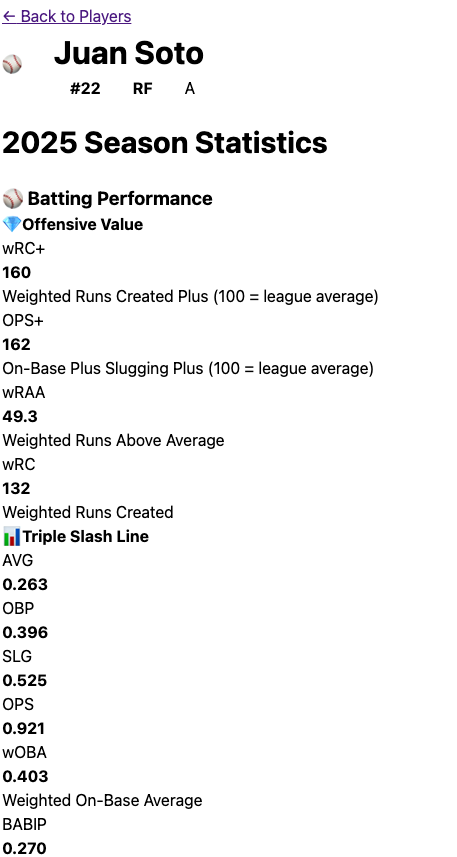 ← Back to Players
Juan Soto
#22 RF A
2025 Season Statistics
⚾ Batting Performance
💎Offensive Value
wRC+
160
Weighted Runs Created Plus (100 = league average)
OPS+
162
On-Base Plus Slugging Plus (100 = league average)
wRAA
49.3
Weighted Runs Above Average
wRC
132
Weighted Runs Created
📊Triple Slash Line
AVG
0.263
OBP
0.396
SLG
0.525
OPS
0.921
wOBA
0.403
Weighted On-Base Average
BABIP
0.270